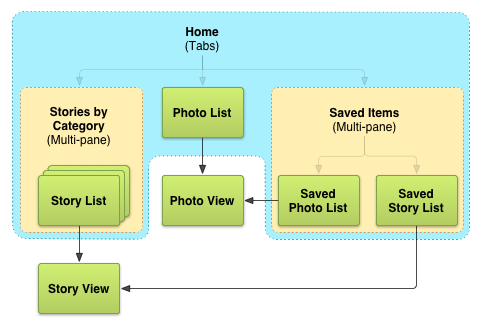 Home
(Tabs)
Stories by
Category
(Multi-pane)
Photo List
Saved Items
(Multi-pane)
Story List
Photo View
Saved
Photo List
Saved
Story List
Story View